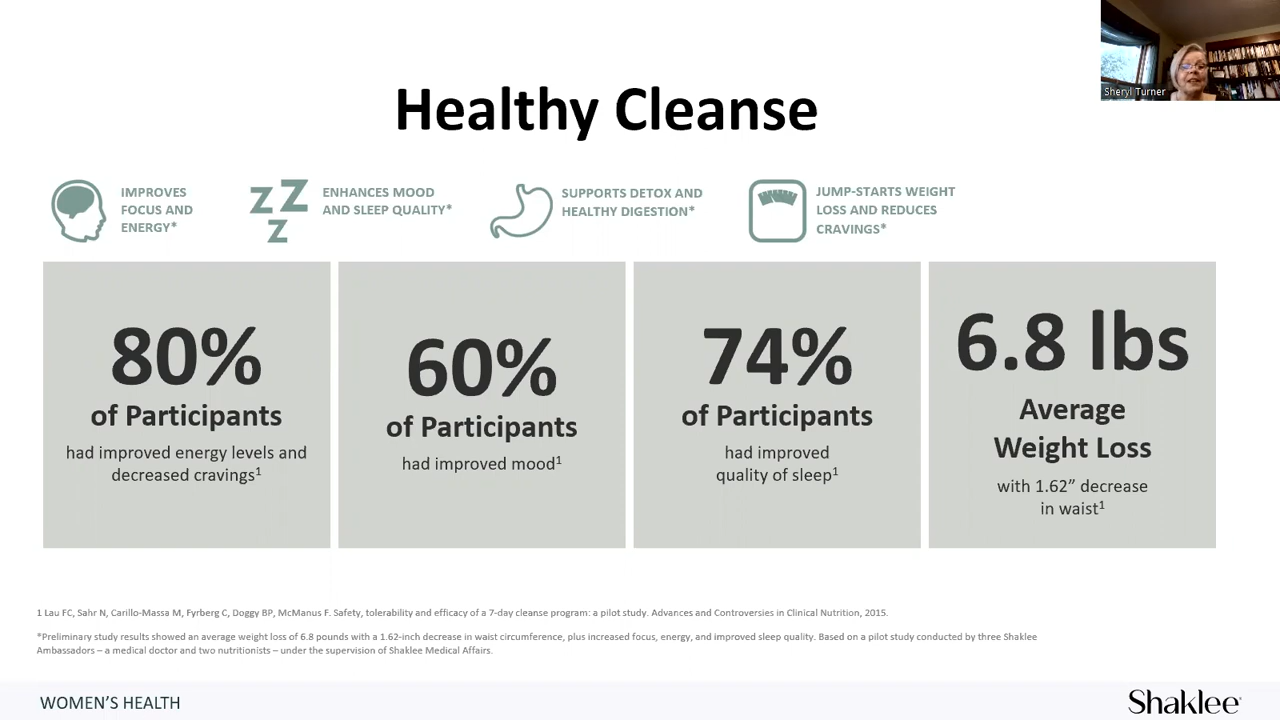 Sheryl Turner
Healthy Cleanse
IMPROVES
FOCUS AND
ENERGY*
Z Z
Z
ENHANCES MOOD
AND SLEEP QUALITY*
SUPPORTS DETOX AND
HEALTHY DIGESTION*
JUMP-STARTS WEIGHT
LOSS AND REDUCES
CRAVINGS*
80%
of Participants
had improved energy levels and
decreased cravings¹
60%
of Participants
had improved mood¹
74%
of Participants
had improved
quality of sleep¹
6.8 lbs
Average
Weight Loss
with 1.62” decrease
in waist¹
1 Lau FC, Sahr N, Carillo-Massa M, Fyrberg C, Doggy BP, McManus F. Safety, tolerability and efficacy of a 7-day cleanse program: a pilot study. Advances and Controversies in Clinical Nutrition, 2015.
*Preliminary study results showed an average weight loss of 6.8 pounds with a 1.62-inch decrease in waist circumference, plus increased focus, energy, and improved sleep quality. Based on a pilot study conducted by three Shaklee
Ambassadors – a medical doctor and two nutritionists – under the supervision of Shaklee Medical Affairs.
WOMEN’S HEALTH
Shaklee